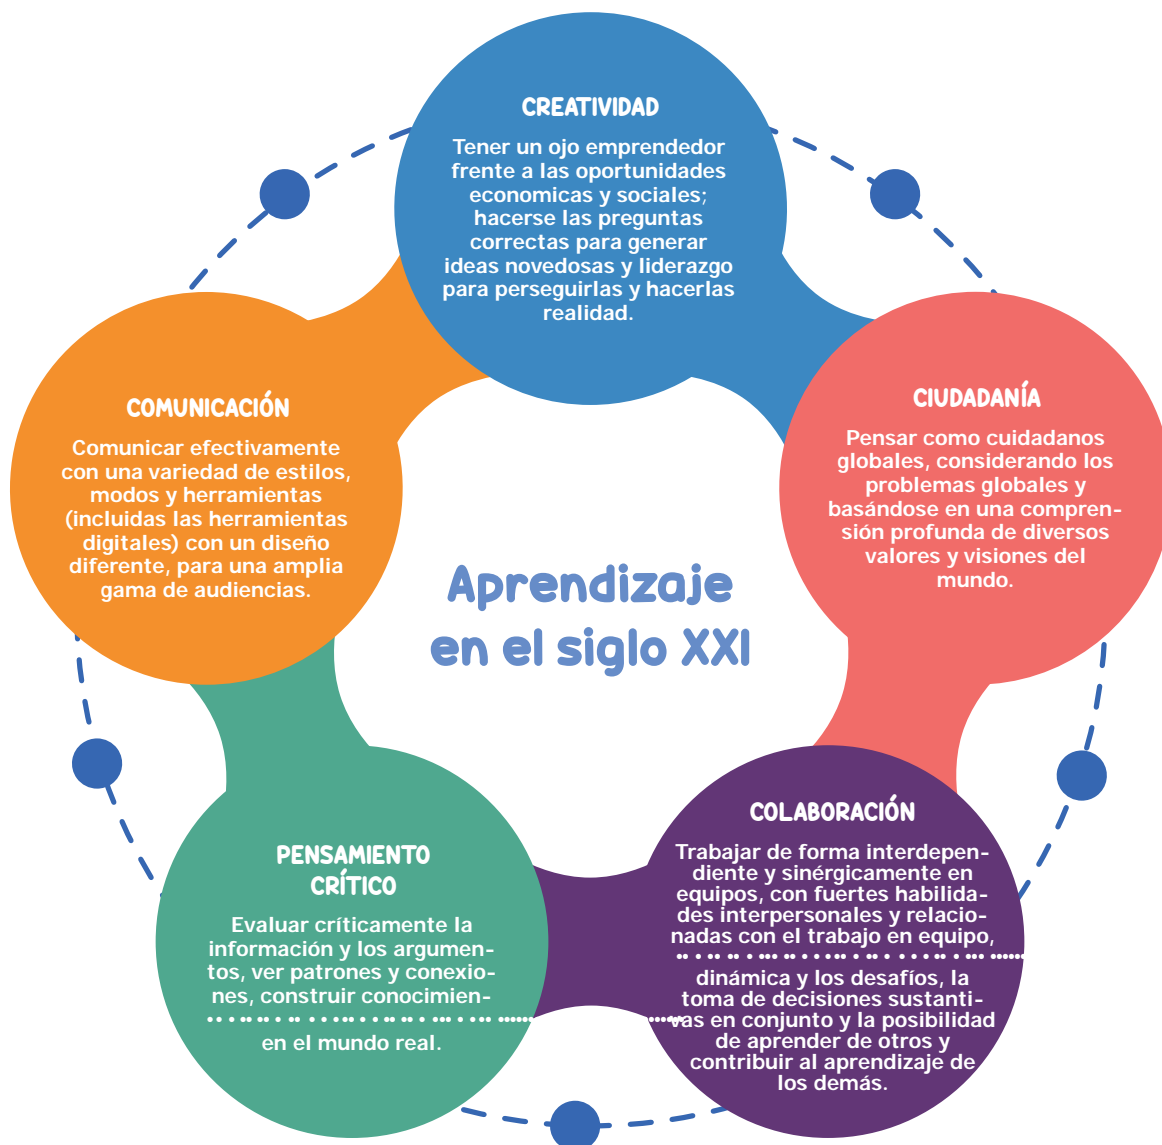 CREATIVIDAD
Tener un ojo emprendedor
frente a las oportunidades
economicas y sociales;
hacerse las preguntas
correctas para generar
ideas novedosas y liderazgo
para perseguirlas y hacerlas
realidad.
COMUNICACIÓN
Comunicar efectivamente
con una variedad de estilos,
modos y herramientas
(incluidas las herramientas
digitales) con un diseño
diferente, para una amplia
gama de audiencias.
CIUDADANÍA
Pensar como cuidadanos
globales, considerando los
problemas globales y
basándose en una compren-
sión profunda de diversos
valores y visiones del
mundo.
Aprendizaje
en el siglo XXI
PENSAMIENTO
CRÍTICO
Evaluar críticamente la
información y los argumen-
tos, ver patrones y conexio-
nes, construir conocimien-
en el mundo real.
COLABORACIÓN
Trabajar de forma interdepen-
diente y sinérgicamente en
equipos, con fuertes habilida-
des interpersonales y relacio-
nadas con el trabajo en equipo,
dinámica y los desafíos, la
toma de decisiones sustanti-
vas en conjunto y la posibilidad
de aprender de otros y
contribuir al aprendizaje de
los demás.